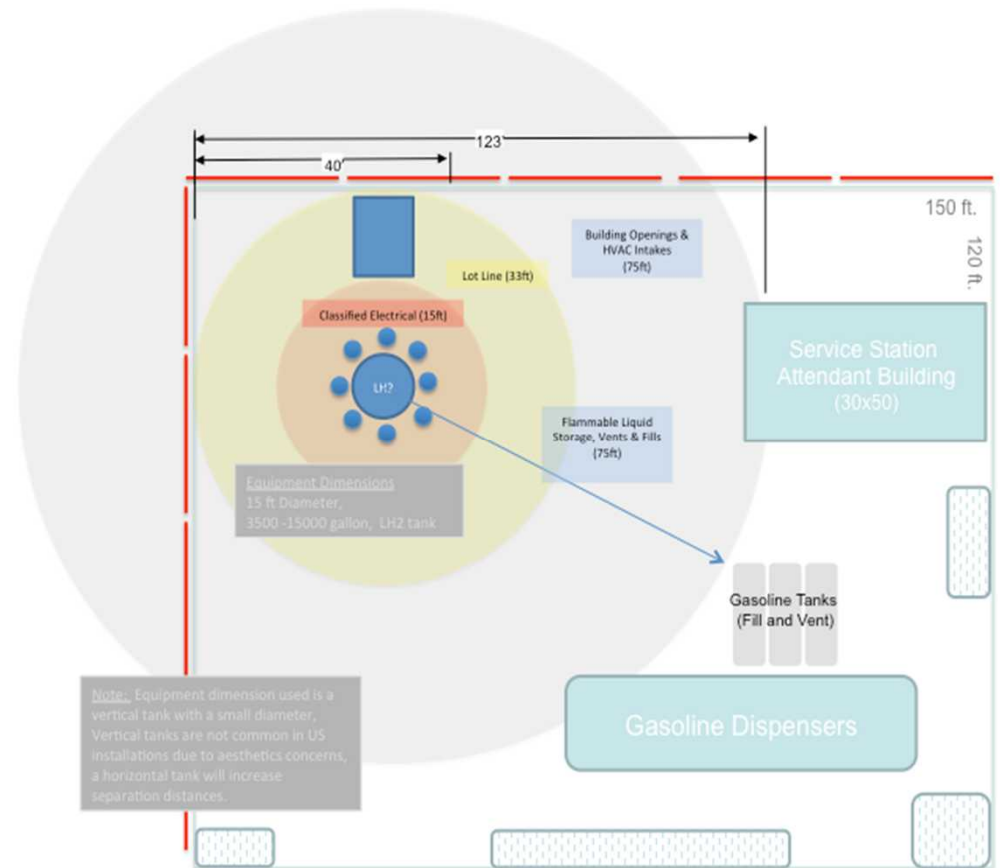 123'
40'
150 ft.
120 ft.
Building Openings &
HVAC Intakes
(75ft)
Lot Line (33ft)
Classified Electrical (15ft)
LH2
Service Station
Attendant Building
(30x50)
Flammable Liquid
Storage, Vents & Fills
(75ft)
Equipment Dimensions
15 ft Diameter,
3500 -15000 gallon, LH2 tank
Gasoline Tanks
(Fill and Vent)
Note: Equipment dimension used is a
vertical tank with a small diameter,
Vertical tanks are not common in US
installations due to aesthetics concerns,
a horizontal tank will increase
separation distances.
Gasoline Dispensers